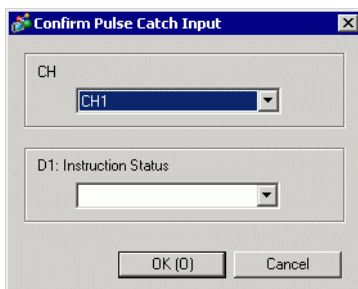 Confirm Pulse Catch Input
CH
CH1
D1: Instruction Status
OK (O)
Cancel